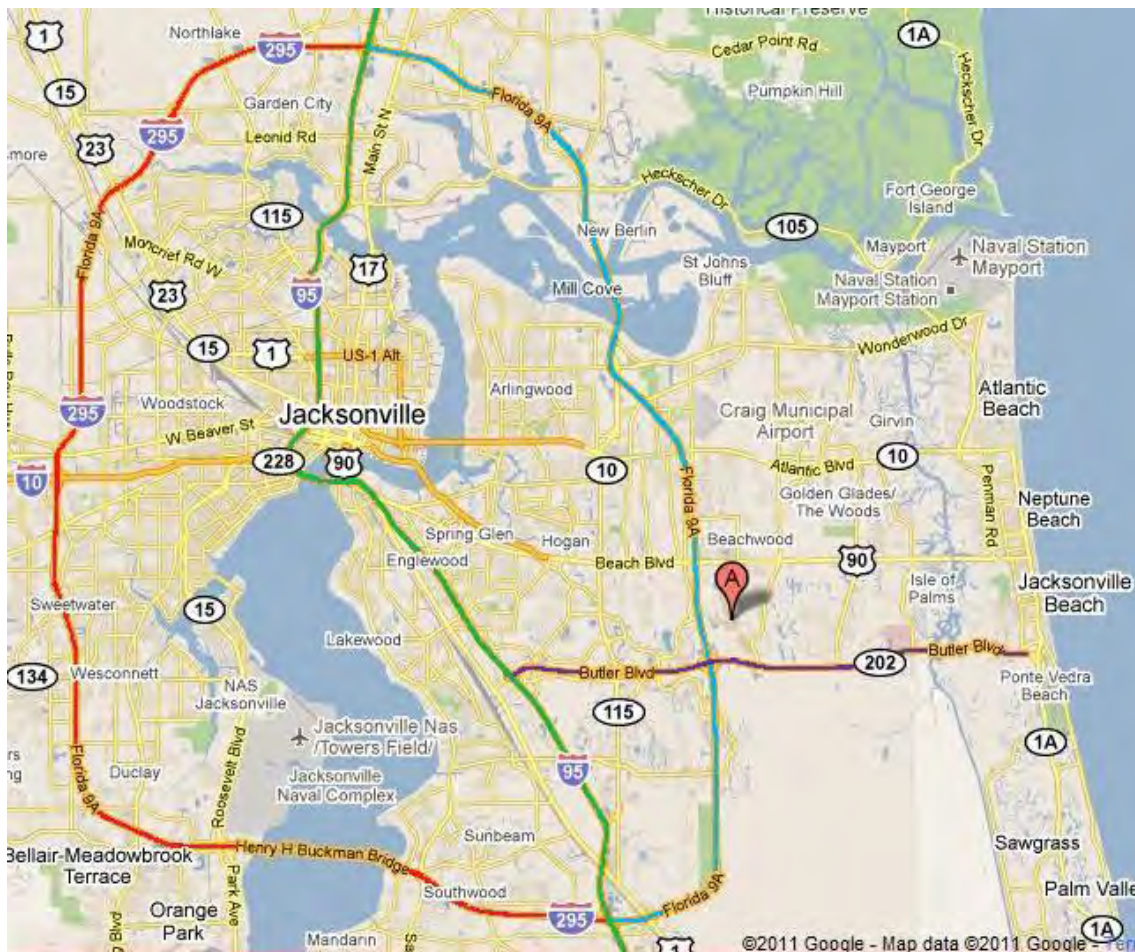 Historical Preserve
1
295
Northlake
Cedar Point Rd
1A
15
Garden City
Florida 9A
Pumpkin Hill
Heckscher Dr
Leonid Rd
Main St N
23
295
smore
Heckscher Dr
Fort George
Island
115
New Berlin
105
Florida 9A
Moncrief Rd W
Mayport
Naval Station
Mayport
17
St Johns
Bluff
Naval Station
Mayport Station
23
95
Mill Cove
Wonderwood Dr
15
1
US-1 Alt
Arlingwood
Atlantic
Beach
295
Woodstock
Jacksonville
Craig Municipal
Airport
Girvin
W Beaver St
228
90
10
10
Atlantic Blvd
10
Florida 9A
Golden Glades/
The Woods
Penman Rd
Neptune
Beach
Spring Glen
Hogan
Beachwood
Englewood
Beach Blvd
90
A
Isle of
Palms
Jacksonville
Beach
Sweetwater
15
Lakewood
134
Wesconnett
Butler Blvd
202
Butler Blvd
NAS
Jacksonville
115
Ponte Vedra
Beach
Jacksonville Nas
/Towers Field/
1A
Roosevelt Blvd
95
Florida 9A
Duclay
Jacksonville
Naval Complex
Sunbeam
Sawgrass
Bellair-Meadowbrook
Terrace
Henry H Buckman Bridge
Southwood
Florida 9A
Palm Valle
Park Ave
Orange
Park
295
1A
Blvd
Mandarin
1
©2011 Google - Map data ©2011 Google -